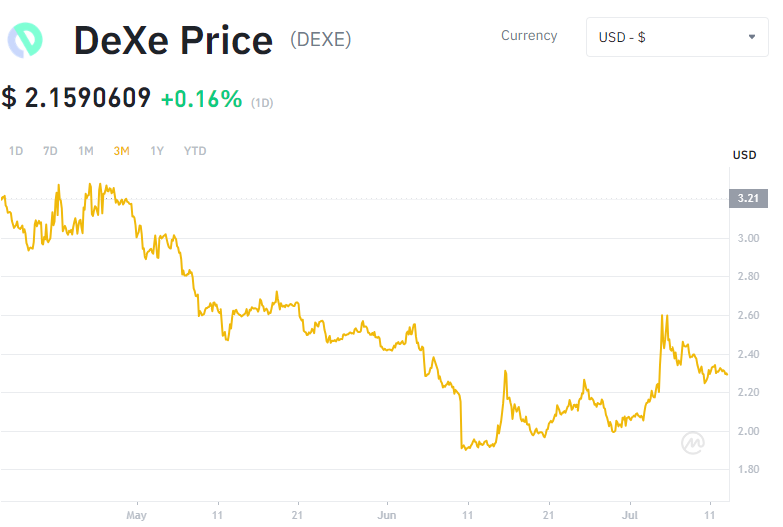 DeXe Price (DEXE)
Currency
USD - $
$ 2.1590609 +0.16% (1D)
1D 7D 1M 3M 1Y YTD
USD
3.21
3.00
2.80
2.60
2.40
2.20
2.00
1.80
May 11 21 Jun 11 21 Jul 11